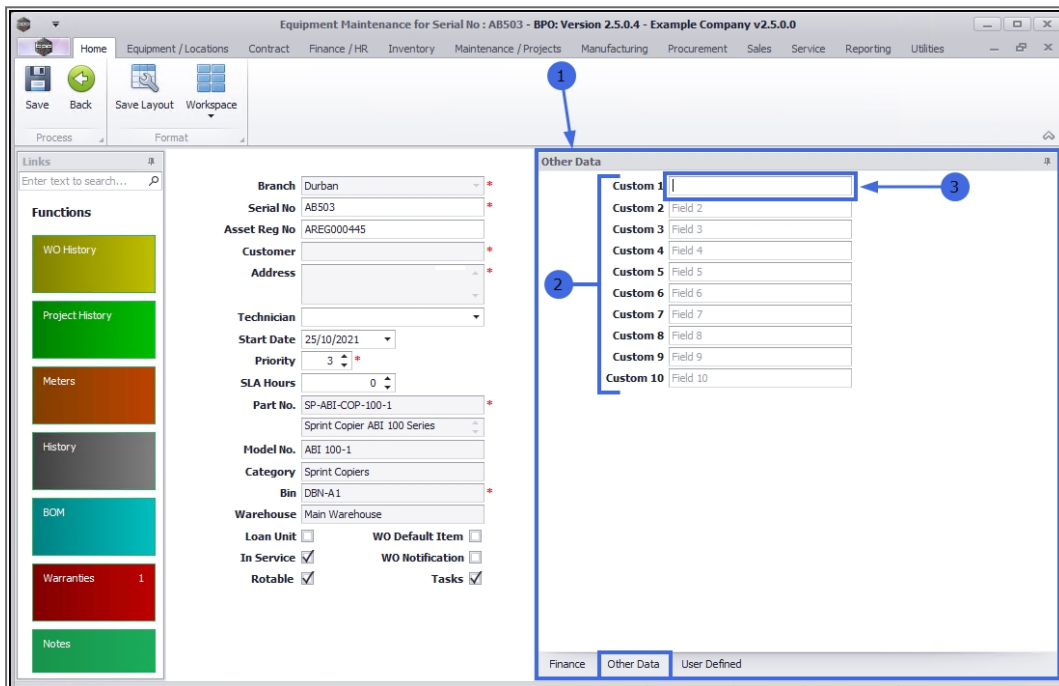 Equipment Maintenance for Serial No : AB503 - BPO: Version 2.5.0.4 - Example Company v2.5.0.0
Home Equipment / Locations Contract Finance / HR Inventory Maintenance / Projects Manufacturing Procurement Sales Service Reporting Utilities
1
Save Back Save Layout Workspace
Process Format
Links
Enter text to search...
Functions
WO History
Project History
Meters
History
BOM
Warranties 1
Notes
Branch Durban *
Serial No AB503 *
Asset Reg No AREG000445
Customer *
Address *
Technician
Start Date 25/10/2021
Priority 3 *
SLA Hours 0
Part No. SP-ABI-COP-100-1 *
Sprint Copier ABI 100 Series
Model No. ABI 100-1
Category Sprint Copiers
Bin DBN-A1 *
Warehouse Main Warehouse
Loan Unit WO Default Item
In Service WO Notification
Rotable Tasks
Other Data
Custom 1 3
Custom 2 Field 2
Custom 3 Field 3
Custom 4 Field 4
Custom 5 Field 5
2
Custom 6 Field 6
Custom 7 Field 7
Custom 8 Field 8
Custom 9 Field 9
Custom 10 Field 10
Finance Other Data User Defined